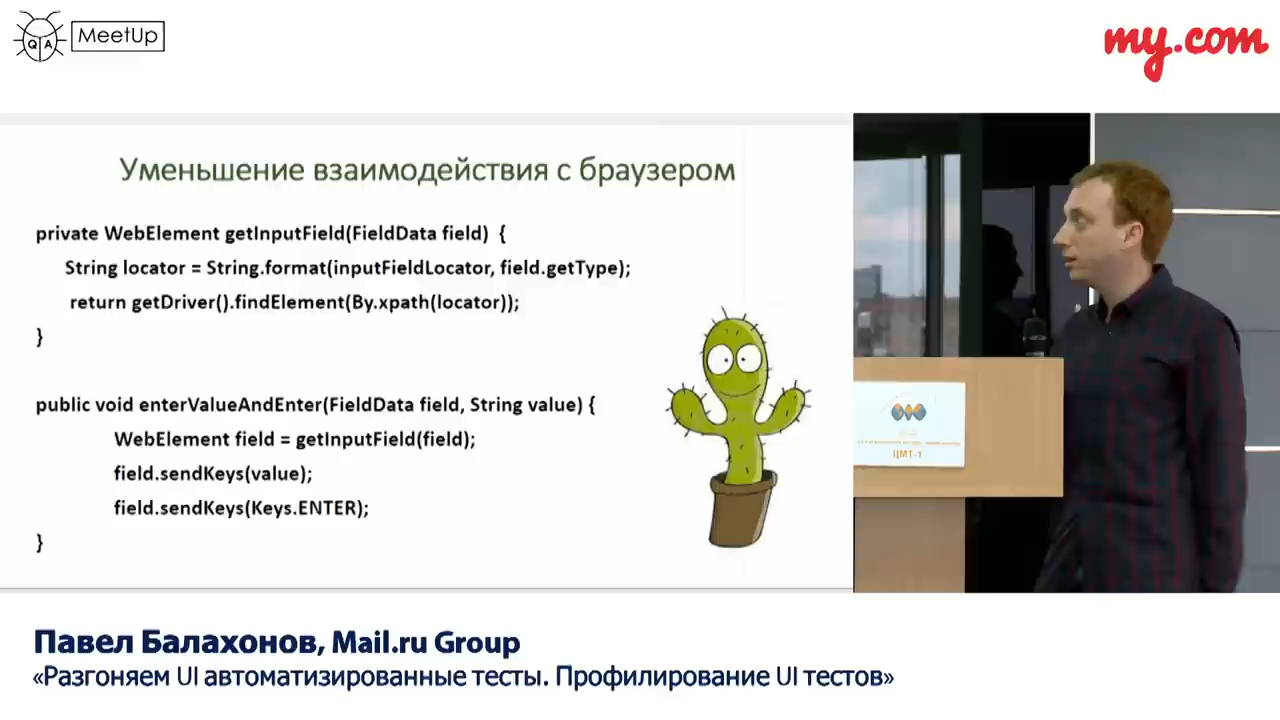 QA
MeetUp
my.com
Уменьшение взаимодействия с браузером
private WebElement getInputField(FieldData field) {
String locator = String.format(inputFieldLocator, field.getType);
return getDriver().findElement(By.xpath(locator));
}
public void enterValueAndEnter(FieldData field, String value) {
WebElement field = getInputField(field);
field.sendKeys(value);
field.sendKeys(Keys.ENTER);
}
ЦМТ-1
Павел Балахонов, Mail.ru Group
«Разгоняем UI автоматизированные тесты. Профилирование UI тестов»